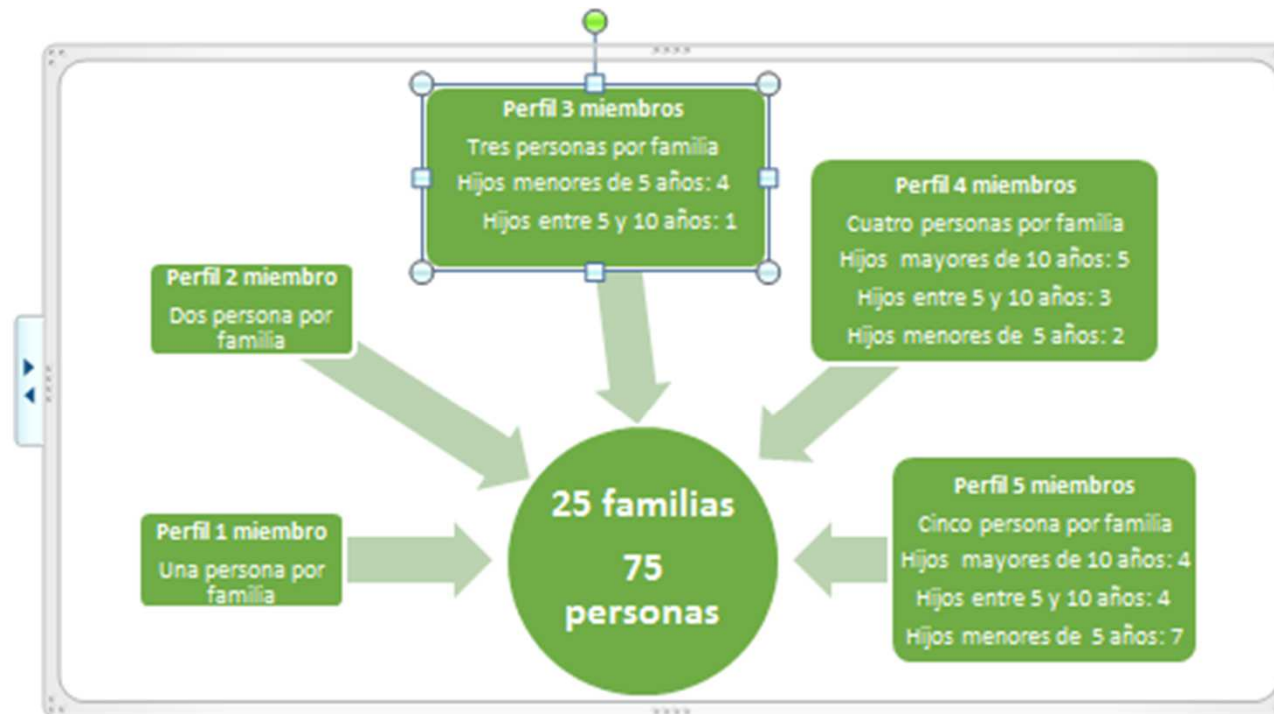 Perfil 3 miembros
Tres personas por familia
Hijos menores de 5 años: 4
Hijos entre 5 y 10 años: 1
Perfil 4 miembros
Cuatro personas por familia
Hijos mayores de 10 años: 5
Hijos entre 5 y 10 años: 3
Hijos menores de 5 años: 2
Perfil 2 miembro
Dos persona por
familia
Perfil 1 miembro
Una persona por
familia
25 familias
75
personas
Perfil 5 miembros
Cinco persona por familia
Hijos mayores de 10 años: 4
Hijos entre 5 y 10 años: 4
Hijos menores de 5 años: 7